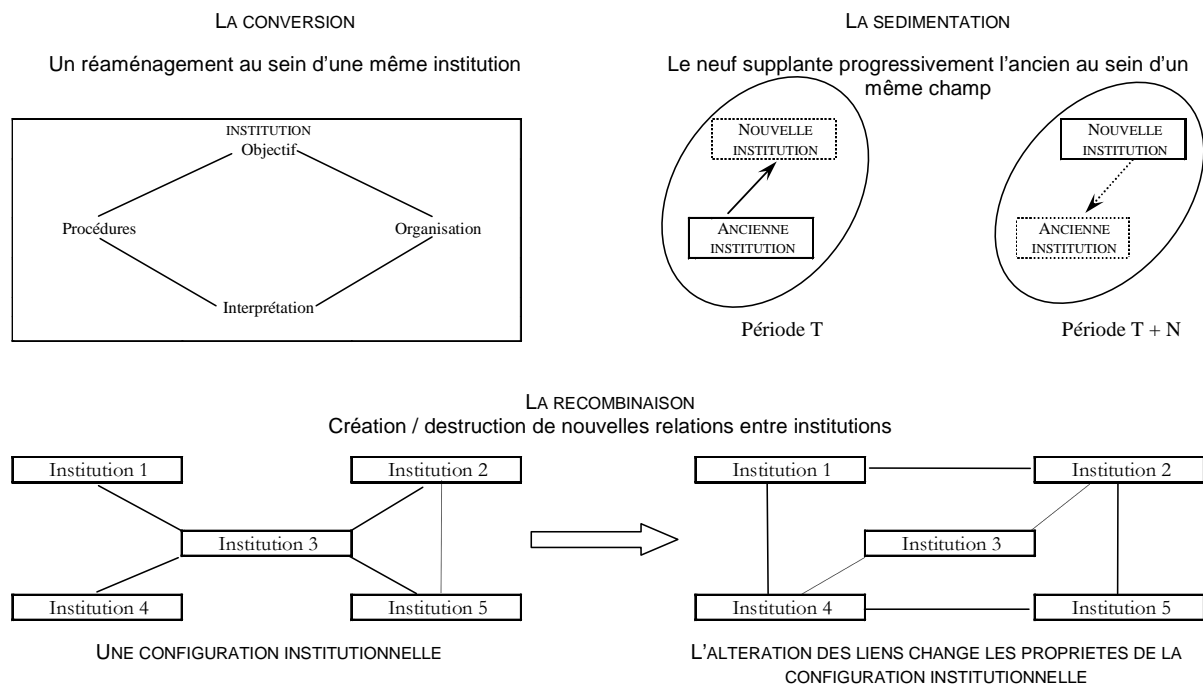 LA CONVERSION
Un réaménagement au sein d'une même institution
INSTITUTION
Objectif
Procédures
Organisation
Interprétation
LA SEDIMENTATION
Le neuf supplante progressivement l'ancien au sein d'un
même champ
NOUVELLE
INSTITUTION
ANCIENNE
INSTITUTION
Période T
NOUVELLE
INSTITUTION
ANCIENNE
INSTITUTION
Période T + N
LA RECOMBINAISON
Création / destruction de nouvelles relations entre institutions
Institution 1
Institution 2
Institution 3
Institution 4
Institution 5
UNE CONFIGURATION INSTITUTIONNELLE
Institution 1
Institution 2
Institution 3
Institution 4
Institution 5
L'ALTERATION DES LIENS CHANGE LES PROPRIETES DE LA
CONFIGURATION INSTITUTIONNELLE